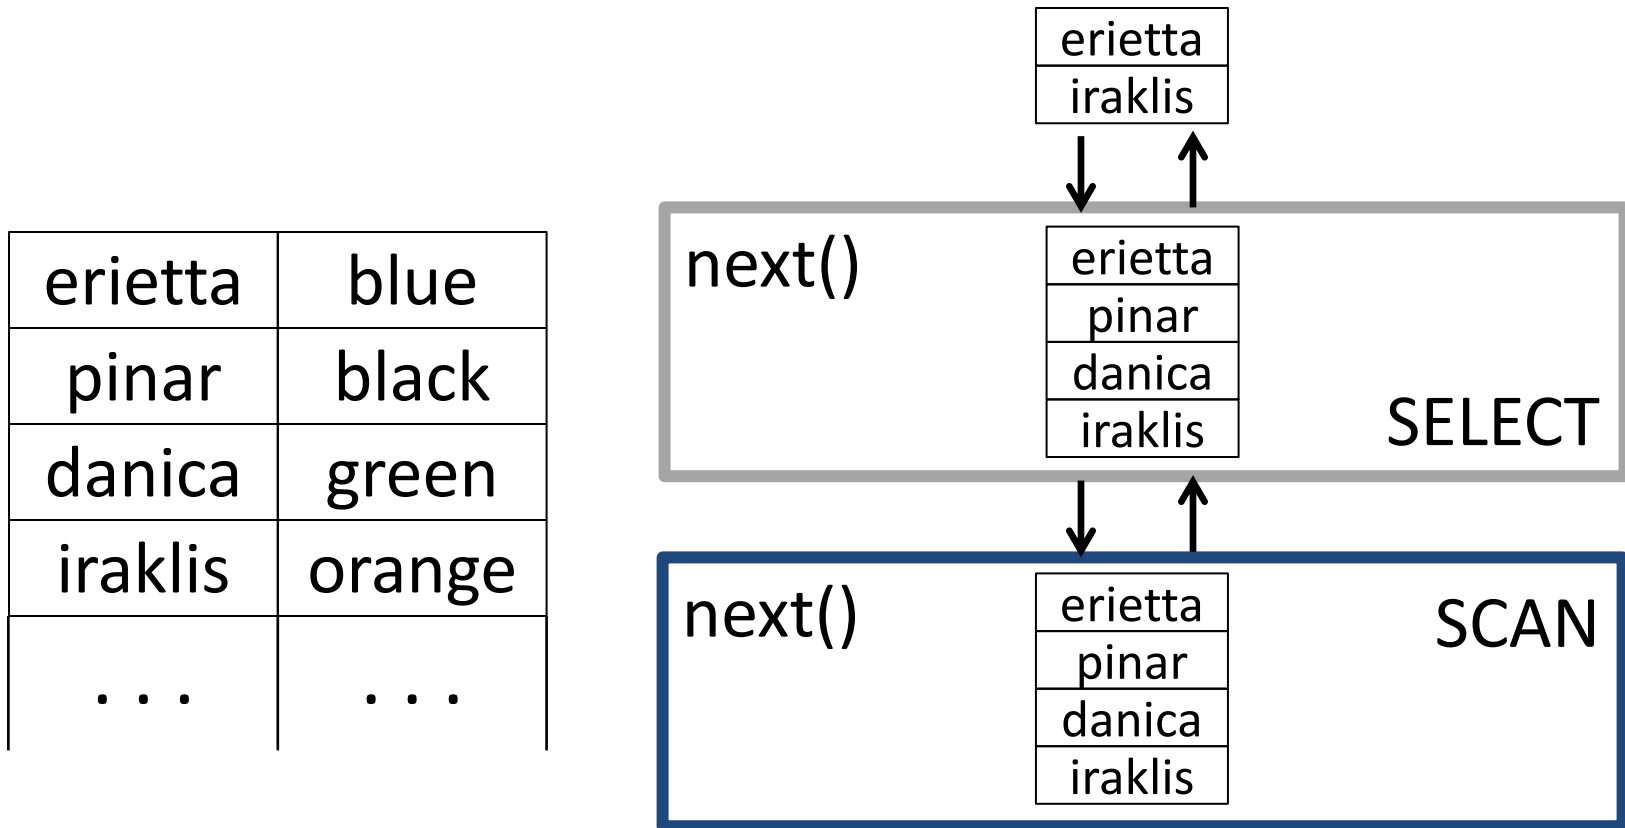 erietta blue
pinar black
danica green
iraklis orange
. . . . . .
erietta
iraklis
next()
erietta
pinar
danica
iraklis
SELECT
next()
SCAN
erietta
pinar
danica
iraklis